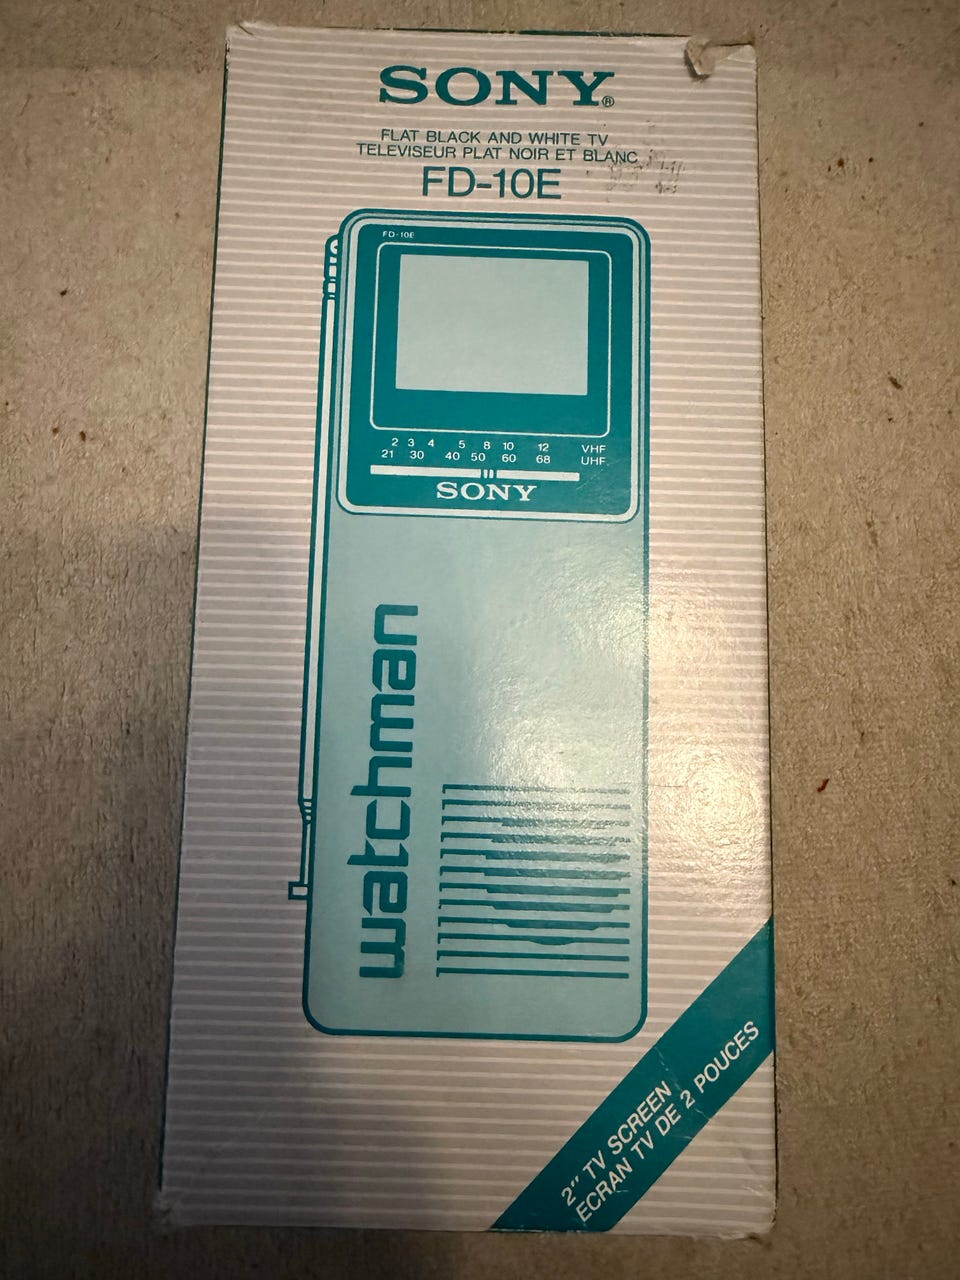 SONY®
FLAT BLACK AND WHITE TV
TELEVISEUR PLAT NOIR ET BLANC
FD-10E
FD-10E
2 3 4 5 8 10 12 VHF
21 30 40 50 60 68 UHF
SONY
watchman
2" TV SCREEN
ECRAN TV DE 2 POUCES